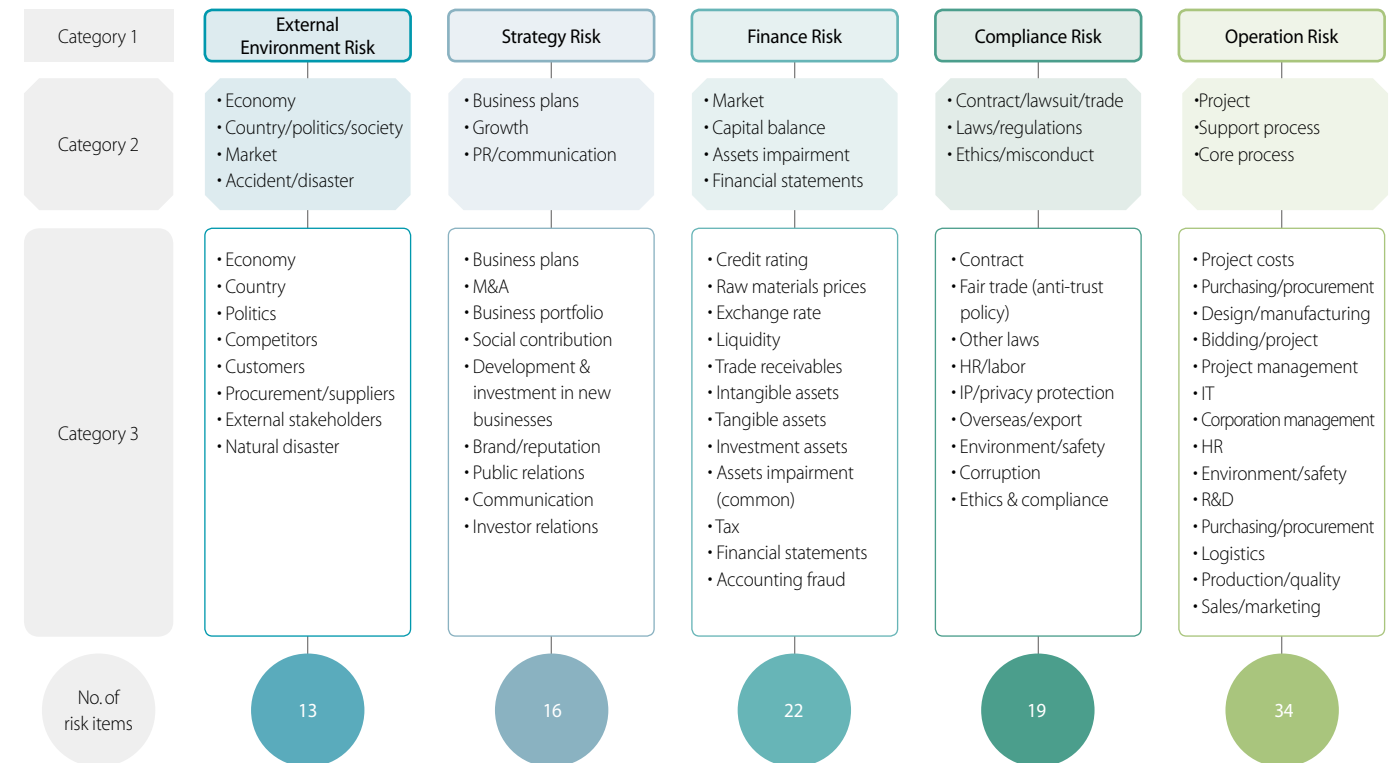 Category 1
External
Environment Risk
Strategy Risk
Finance Risk
Compliance Risk
Operation Risk
Category 2
• Economy
• Country/politics/society
• Market
• Accident/disaster
• Business plans
• Growth
• PR/communication
• Market
• Capital balance
• Assets impairment
• Financial statements
• Contract/lawsuit/trade
• Laws/regulations
• Ethics/misconduct
•Project
•Support process
•Core process
Category 3
• Economy
• Country
• Politics
• Competitors
• Customers
• Procurement/suppliers
• External stakeholders
• Natural disaster
• Business plans
• M&A
• Business portfolio
• Social contribution
• Development &
investment in new
businesses
• Brand/reputation
• Public relations
• Communication
• Investor relations
• Credit rating
• Raw materials prices
• Exchange rate
• Liquidity
• Trade receivables
• Intangible assets
• Tangible assets
• Investment assets
• Assets impairment
(common)
• Tax
• Financial statements
• Accounting fraud
• Contract
• Fair trade (anti-trust
policy)
• Other laws
• HR/labor
• IP/privacy protection
• Overseas/export
• Environment/safety
• Corruption
• Ethics & compliance
• Project costs
• Purchasing/procurement
• Design/manufacturing
• Bidding/project
• Project management
• IT
• Corporation management
• HR
• Environment/safety
• R&D
• Purchasing/procurement
• Logistics
• Production/quality
• Sales/marketing
No. of
risk items
13
16
22
19
34